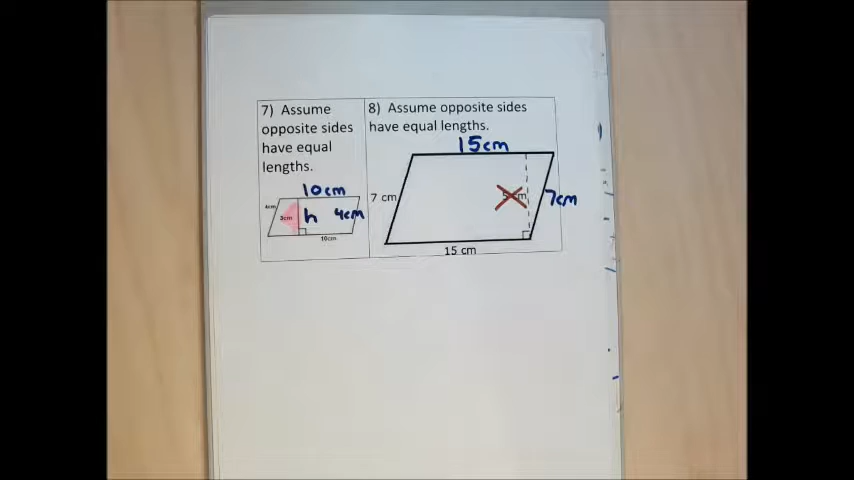 7) Assume
opposite sides
have equal
lengths.
10cm
4cm
3cm
h
4cm
10cm
8) Assume opposite sides
have equal lengths.
15cm
7 cm
7cm
15 cm